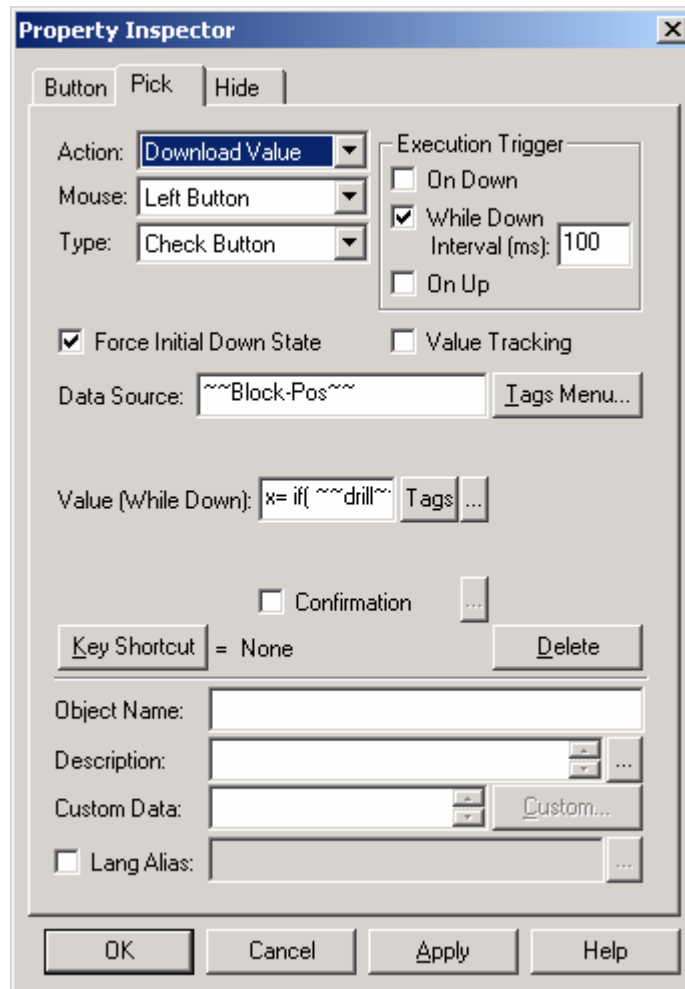 Property Inspector
Button Pick Hide
Action: Download Value
Mouse: Left Button
Type: Check Button
Execution Trigger
On Down
While Down
Interval (ms): 100
On Up
Force Initial Down State Value Tracking
Data Source: ~~Block-Pos~~ Tags Menu...
Value (While Down): x= if( ~~drill~ Tags ...
Confirmation ...
Key Shortcut = None Delete
Object Name:
Description: ...
Custom Data: Custom...
Lang Alias: ...
OK Cancel Apply Help